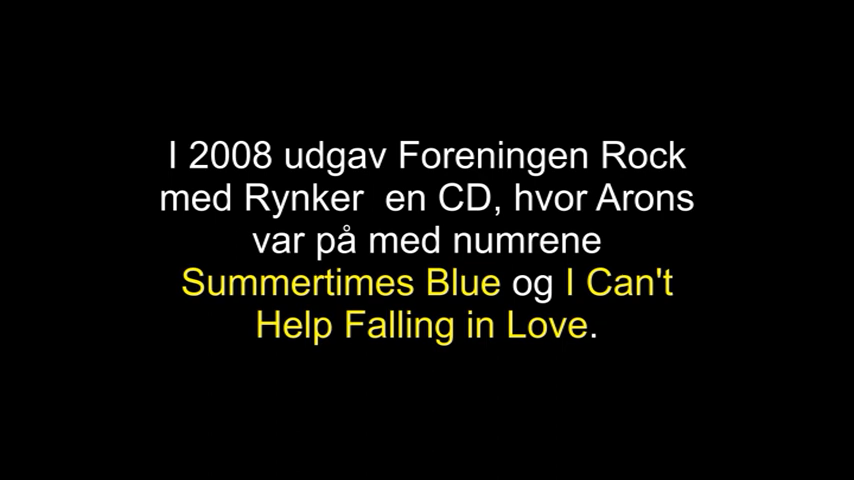 I 2008 udgav Foreningen Rock
med Rynker  en CD, hvor Arons
var på med numrene
Summertimes Blue og I Can't
Help Falling in Love.